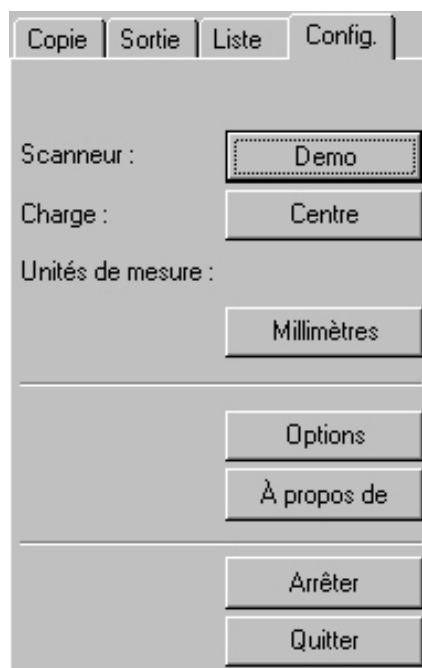 Copie Sortie Liste Config.
Scanneur : Demo
Charge : Centre
Unités de mesure :
Millimètres
Options
À propos de
Arrêter
Quitter